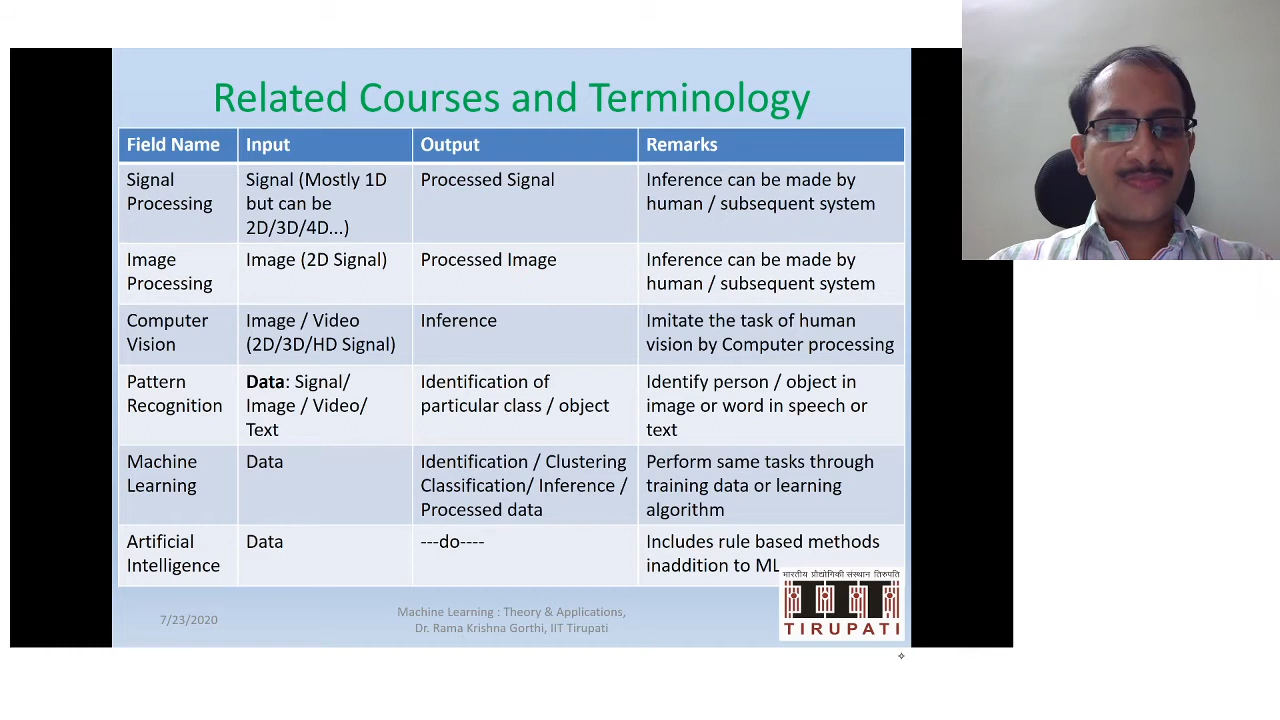 Related Courses and Terminology
Field Name Input Output Remarks
Signal
Processing
Signal (Mostly 1D
but can be
2D/3D/4D...)
Processed Signal
Inference can be made by
human / subsequent system
Image
Processing
Image (2D Signal)
Processed Image
Inference can be made by
human / subsequent system
Computer
Vision
Image / Video
(2D/3D/HD Signal)
Inference
Imitate the task of human
vision by Computer processing
Pattern
Recognition
Data: Signal/
Image / Video/
Text
Identification of
particular class / object
Identify person / object in
image or word in speech or
text
Machine
Learning
Data
Identification / Clustering
Classification/ Inference /
Processed data
Perform same tasks through
training data or learning
algorithm
Artificial
Intelligence
Data
---do----
Includes rule based methods
inaddition to ML
7/23/2020
Machine Learning : Theory & Applications,
Dr. Rama Krishna Gorthi, IIT Tirupati
भारतीय प्रौद्योगिकी संस्थान तिरुपति
IIT
TIRUPATI